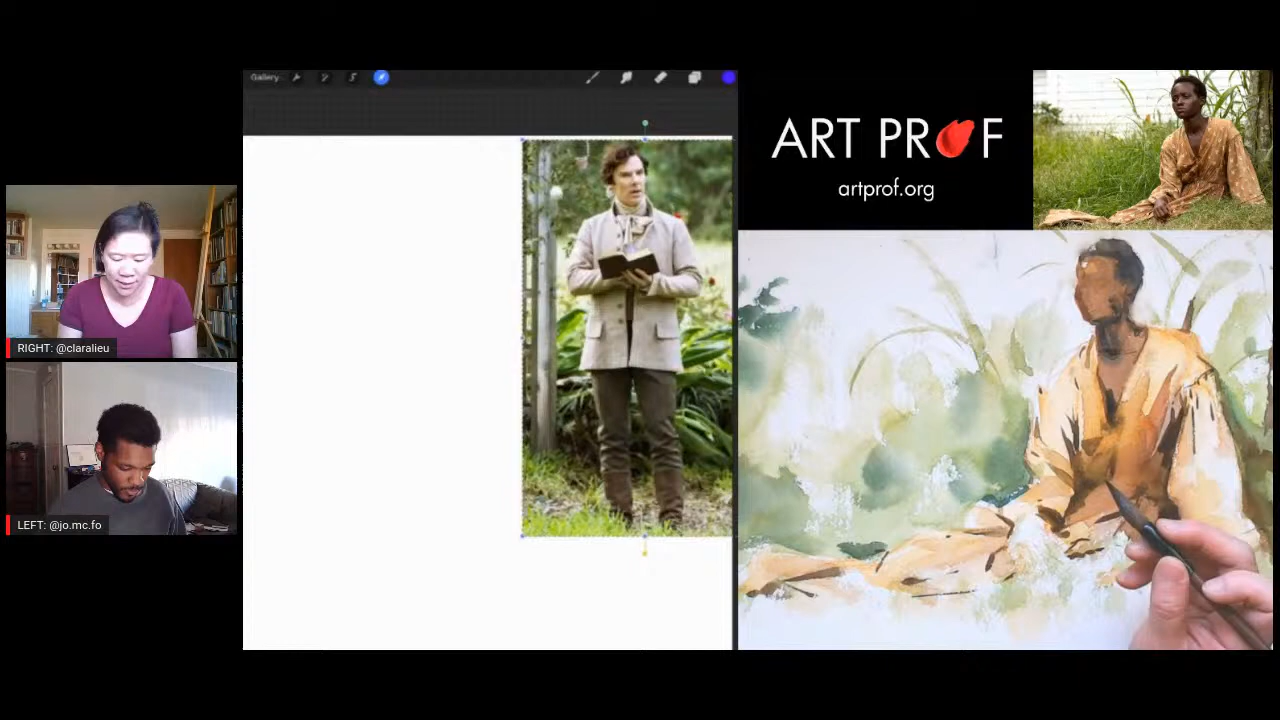 Gallery
ART PROF
artprof.org
RIGHT: @claralieu
LEFT: @jo.mc.fo